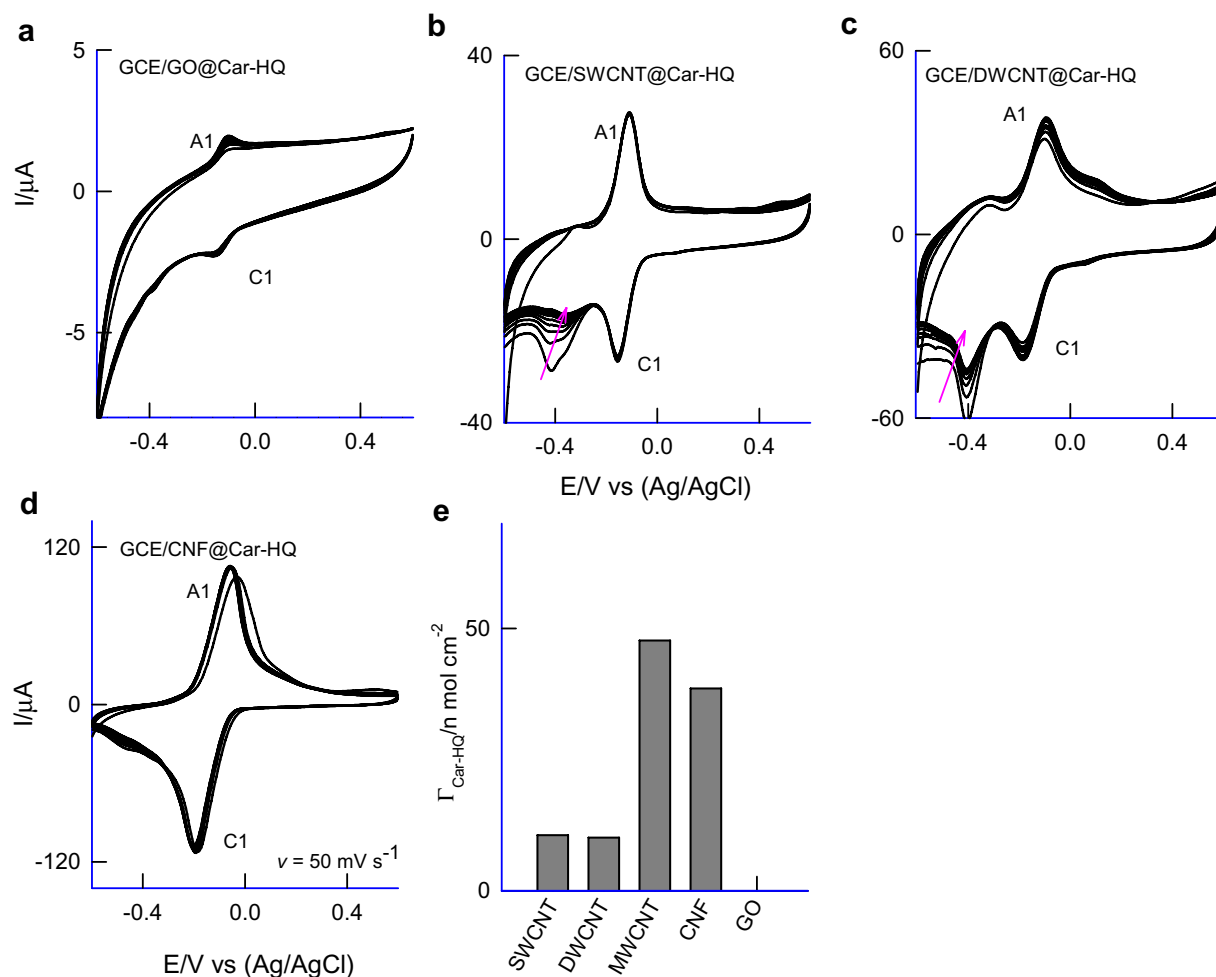 a
GCE/GO@Car-HQ
A1
C1
I/μA
5
0
-5
-0.4
0.0
0.4
b
GCE/SWCNT@Car-HQ
A1
C1
40
0
-40
-0.4
0.0
0.4
E/V vs (Ag/AgCl)
c
GCE/DWCNT@Car-HQ
A1
C1
60
0
-60
-0.4
0.0
0.4
d
GCE/CNF@Car-HQ
A1
C1
ν = 50 mV s⁻¹
I/μA
120
0
-120
-0.4
0.0
0.4
E/V vs (Ag/AgCl)
e
Γ_Car-HQ/n mol cm⁻²
50
0
SWCNT
DWCNT
MWCNT
CNF
GO